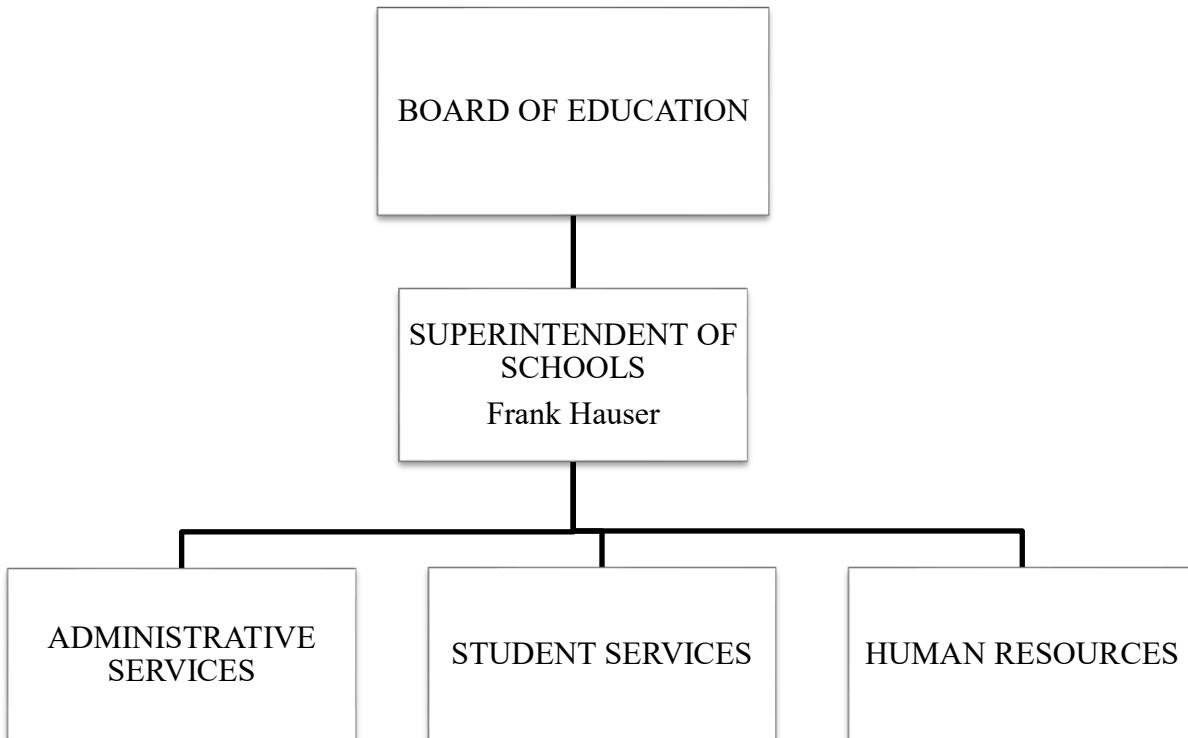 BOARD OF EDUCATION
SUPERINTENDENT OF
SCHOOLS
Frank Hauser
ADMINISTRATIVE
SERVICES
STUDENT SERVICES
HUMAN RESOURCES